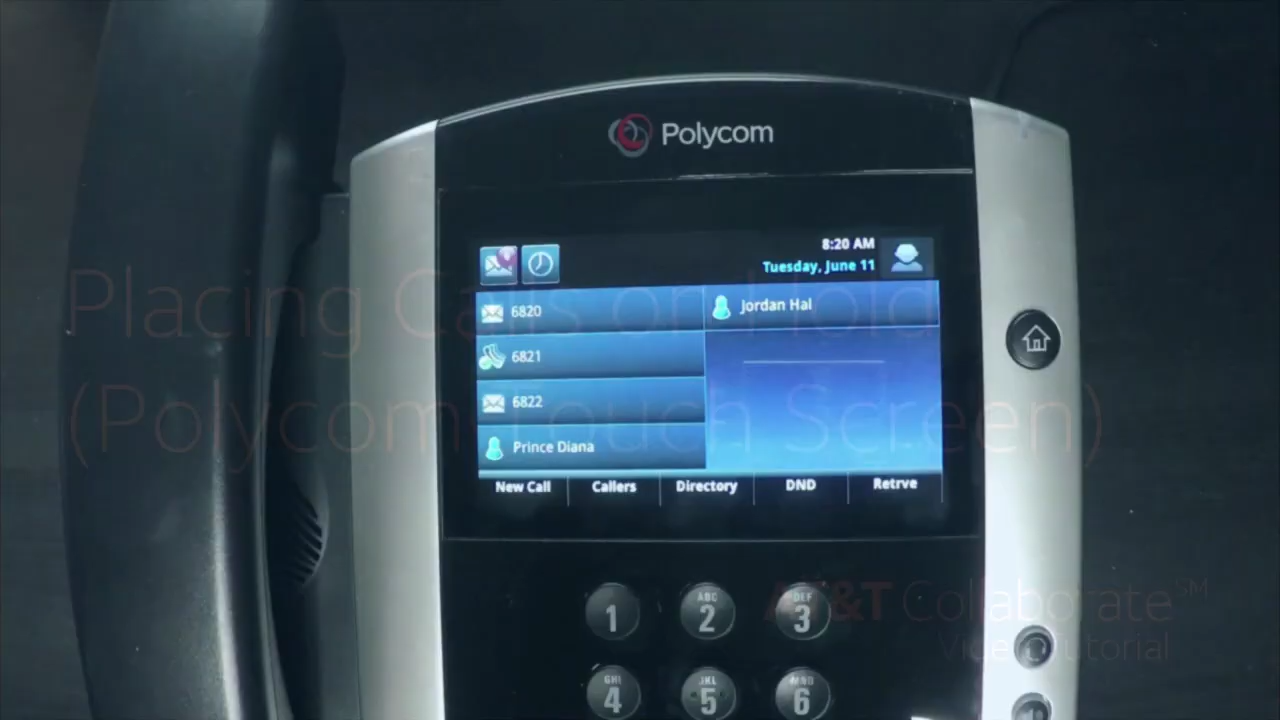 Polycom
8:20 AM
Tuesday, June 11
6820
Jordan Hal
6821
6822
Prince Diana
New Call Callers Directory DND Retrve
Placing Calls on Hold
(Polycom Touch Screen)
1
ABC 2
DEF 3
GHI 4
JKL 5
MNO 6
AT&T Collaborate SM
Video Tutorial